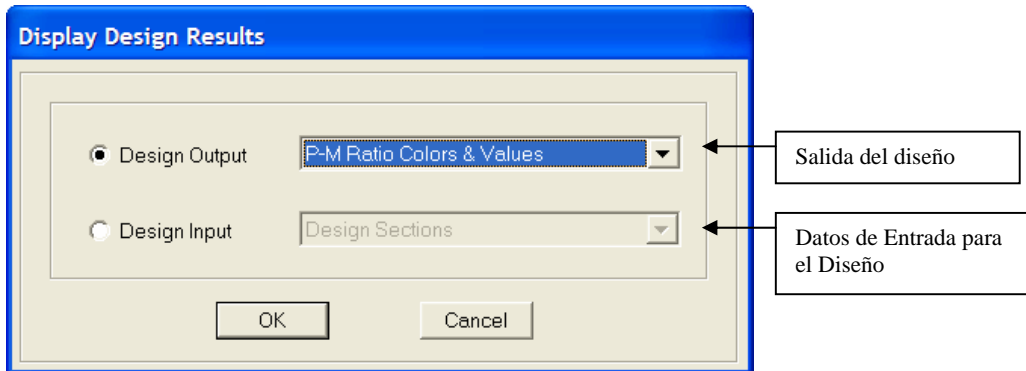 Display Design Results
Design Output
P-M Ratio Colors & Values
Salida del diseño
Design Input
Design Sections
Datos de Entrada para
el Diseño
OK
Cancel